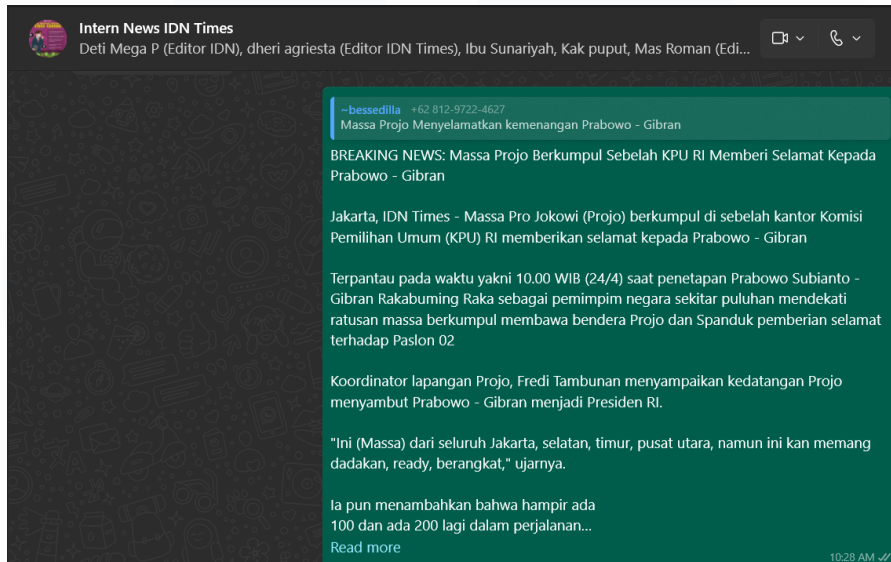 Intern News IDN Times
Deti Mega P (Editor IDN), dheri agriesta (Editor IDN Times), Ibu Sunariyah, Kak puput, Mas Roman (Edi...
~bessedilla +62 812-9722-4627
Massa Projo Menyelamatkan kemenangan Prabowo - Gibran
BREAKING NEWS: Massa Projo Berkumpul Sebelah KPU RI Memberi Selamat Kepada
Prabowo - Gibran
Jakarta, IDN Times - Massa Pro Jokowi (Projo) berkumpul di sebelah kantor Komisi
Pemilihan Umum (KPU) RI memberikan selamat kepada Prabowo - Gibran
Terpantau pada waktu yakni 10.00 WIB (24/4) saat penetapan Prabowo Subianto -
Gibran Rakabuming Raka sebagai pemimpim negara sekitar puluhan mendekati
ratusan massa berkumpul membawa bendera Projo dan Spanduk pemberian selamat
terhadap Paslon 02
Koordinator lapangan Projo, Fredi Tambunan menyampaikan kedatangan Projo
menyambut Prabowo - Gibran menjadi Presiden RI.
"Ini (Massa) dari seluruh Jakarta, selatan, timur, pusat utara, namun ini kan memang
dadakan, ready, berangkat," ujarnya.
Ia pun menambahkan bahwa hampir ada
100 dan ada 200 lagi dalam perjalanan...
Read more
10:28 AM